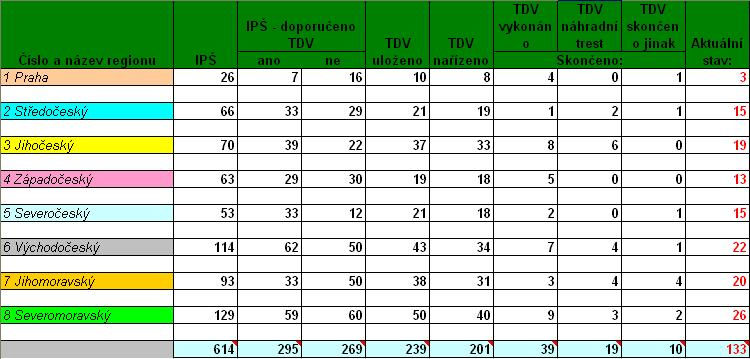 Číslo a název regionu IPŠ IPŠ - doporučeno TDV ano ne TDV uloženo TDV nařízeno TDV vykonáno TDV náhradní trest TDV skončeno jinak Skončeno: Aktuální stav:
1 Praha 26 7 16 10 8 4 0 1 3
2 Středočeský 66 33 29 21 19 1 2 1 15
3 Jihočeský 70 39 22 37 33 8 6 0 19
4 Západočeský 63 29 30 19 18 5 0 0 13
5 Severočeský 53 33 12 21 18 2 0 1 15
6 Východočeský 114 62 50 43 34 7 4 1 22
7 Jihomoravský 93 33 50 38 31 3 4 4 20
8 Severomoravský 129 59 60 50 40 9 3 2 26
614 295 269 239 201 39 19 10 133